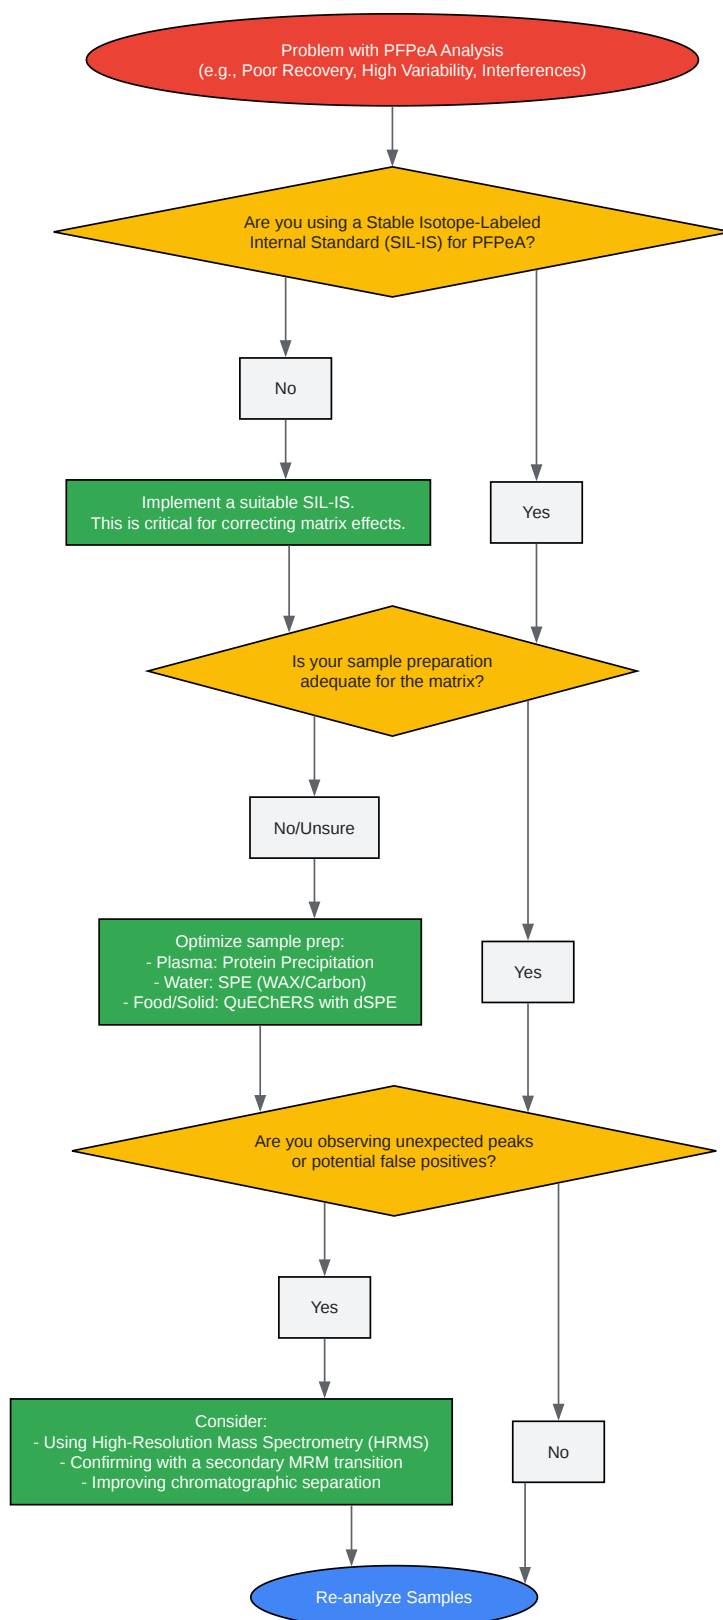 Problem with PFPeA Analysis
(e.g., Poor Recovery, High Variability, Interferences)
Are you using a Stable Isotope-Labeled
Internal Standard (SIL-IS) for PFPeA?
No
Implement a suitable SIL-IS.
This is critical for correcting matrix effects.
Yes
Is your sample preparation
adequate for the matrix?
No/Unsure
Optimize sample prep:
- Plasma: Protein Precipitation
- Water: SPE (WAX/Carbon)
- Food/Solid: QuEChERS with dSPE
Yes
Are you observing unexpected peaks
or potential false positives?
Yes
Consider:
- Using High-Resolution Mass Spectrometry (HRMS)
- Confirming with a secondary MRM transition
- Improving chromatographic separation
No
Re-analyze Samples